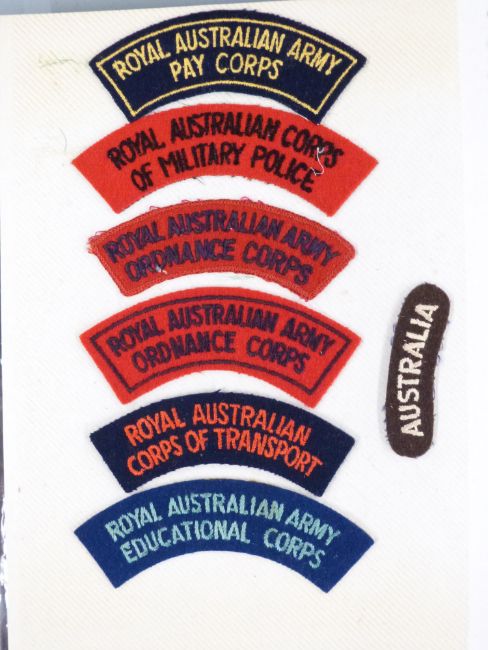 ROYAL AUSTRALIAN ARMY
PAY CORPS
ROYAL AUSTRALIAN CORPS
OF MILITARY POLICE
ROYAL AUSTRALIAN ARMY
ORDNANCE CORPS
ROYAL AUSTRALIAN ARMY
ORDNANCE CORPS
ROYAL AUSTRALIAN
CORPS OF TRANSPORT
ROYAL AUSTRALIAN ARMY
EDUCATIONAL CORPS
AUSTRALIA